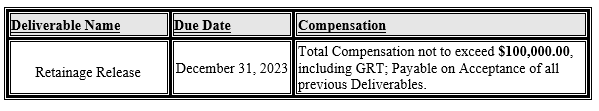 Deliverable Name Due Date Compensation
Retainage Release December 31, 2023 Total Compensation not to exceed $100,000.00,
including GRT; Payable on Acceptance of all
previous Deliverables.